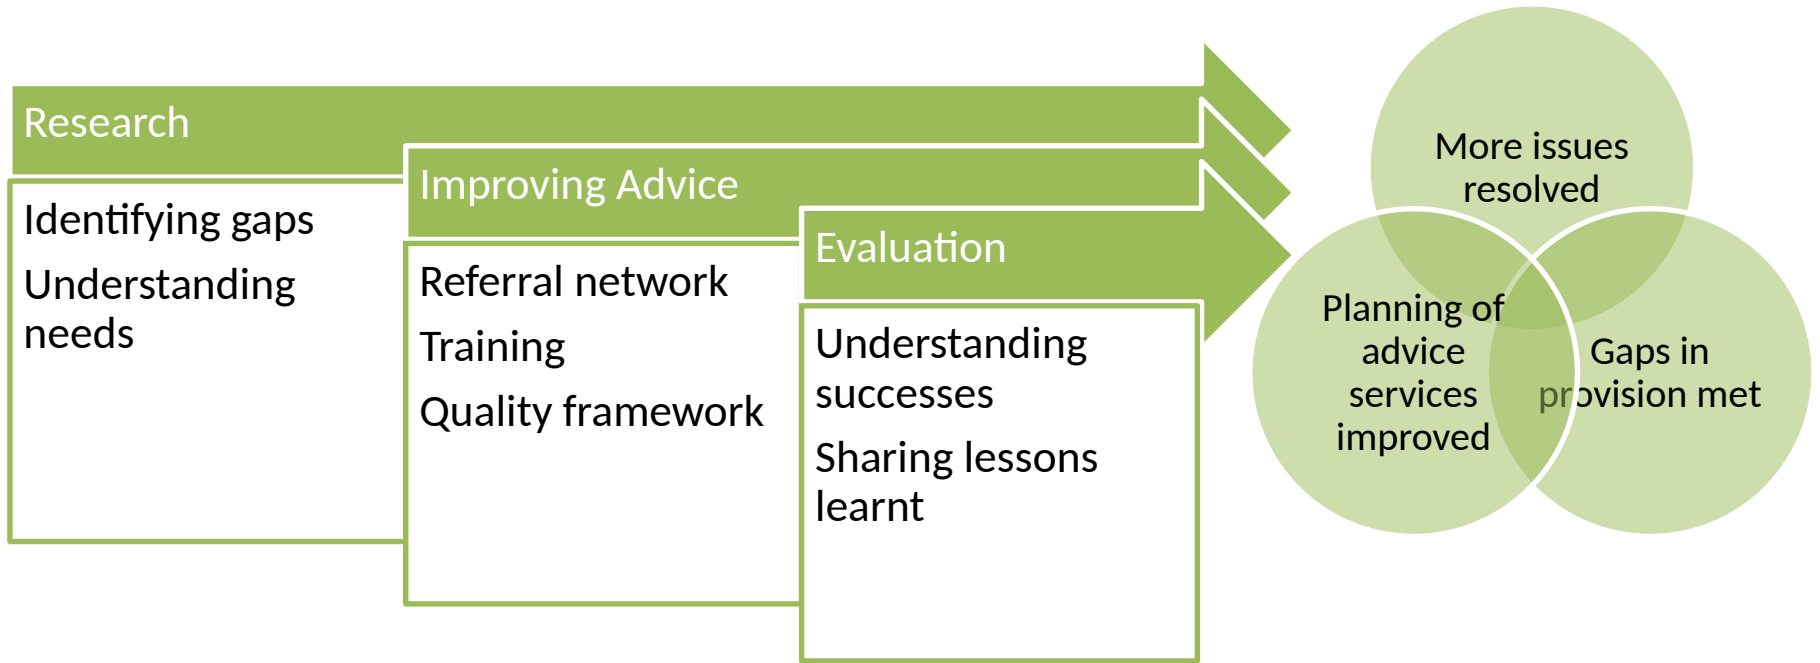 Research
Identifying gaps
Understanding
needs
Improving Advice
Referral network
Training
Quality framework
Evaluation
Understanding
successes
Sharing lessons
learnt
More issues
resolved
Planning of
advice
services
improved
Gaps in
provision met